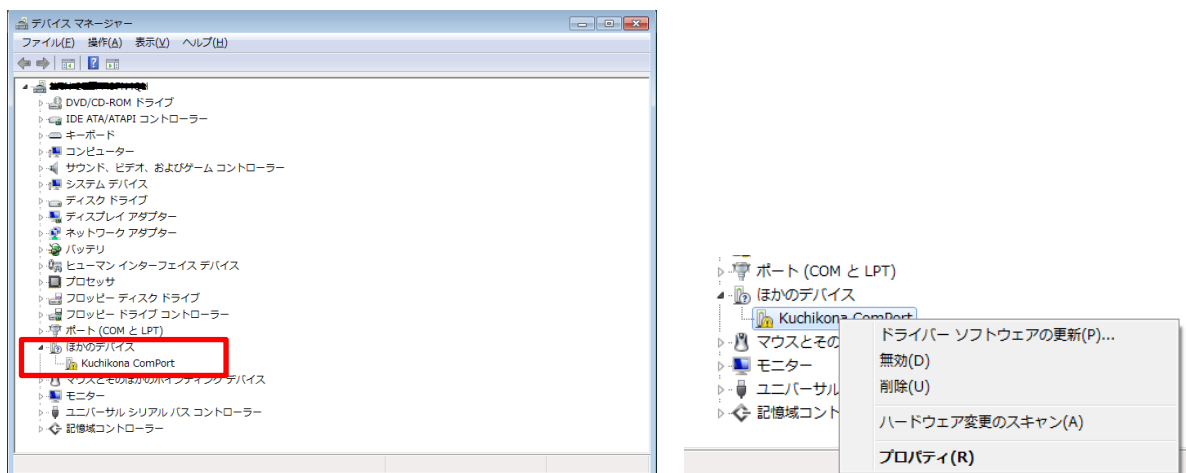 デバイス マネージャー
ファイル(F) 操作(A) 表示(V) ヘルプ(H)
DVD/CD-ROM ドライブ
IDE ATA/ATAPI コントローラー
キーボード
コンピューター
サウンド、ビデオ、およびゲーム コントローラー
システム デバイス
ディスク ドライブ
ディスプレイ アダプター
ネットワーク アダプター
バッテリ
ヒューマン インターフェイス デバイス
プロセッサ
フロッピー ディスク ドライブ
フロッピー ドライブ コントローラー
ポート (COM と LPT)
ほかのデバイス
Kuchikona ComPort
マウスとそのほかのポインティング デバイス
モニター
ユニバーサル シリアル バス コントローラー
記憶域コントローラー
ポート (COM と LPT)
ほかのデバイス
Kuchikona ComPort
マウスとその
モニター
ユニバーサル
記憶域コント
ドライバー ソフトウェアの更新(P)...
無効(D)
削除(U)
ハードウェア変更のスキャン(A)
プロパティ(R)